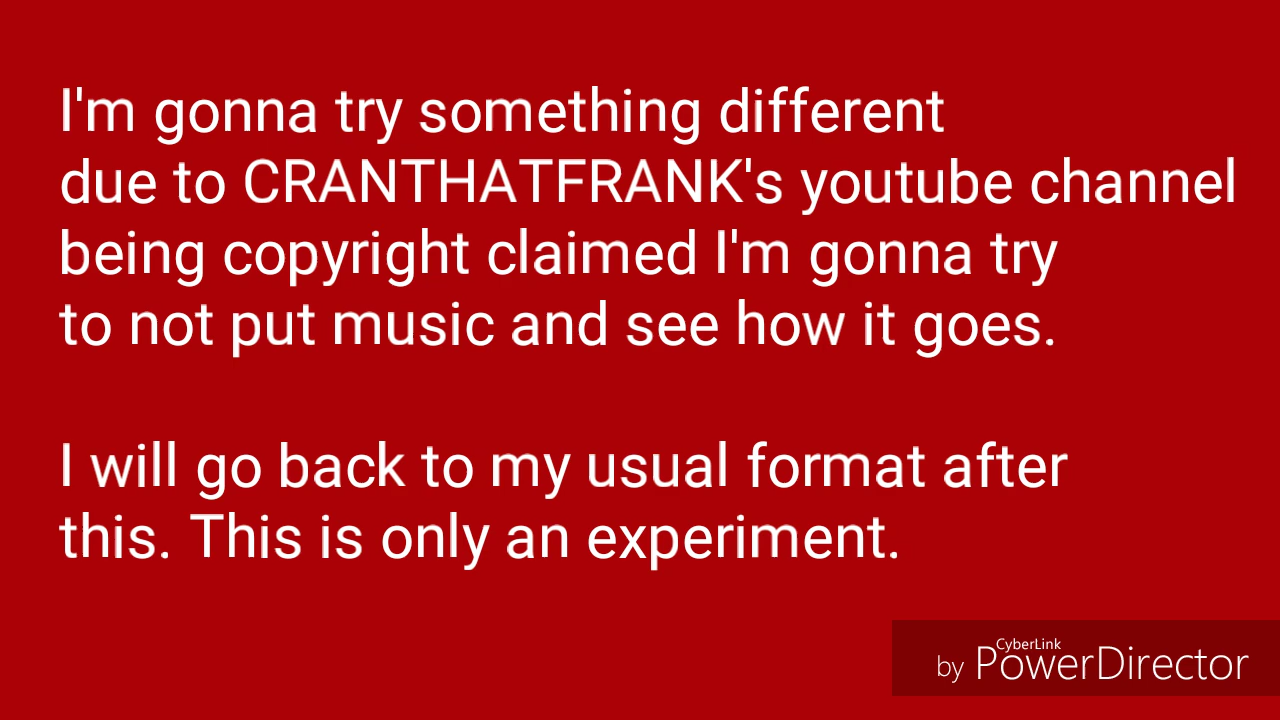 I'm gonna try something different
due to CRANTHATFRANK's youtube channel
being copyright claimed I'm gonna try
to not put music and see how it goes.
I will go back to my usual format after
this. This is only an experiment.
CyberLink
by PowerDirector